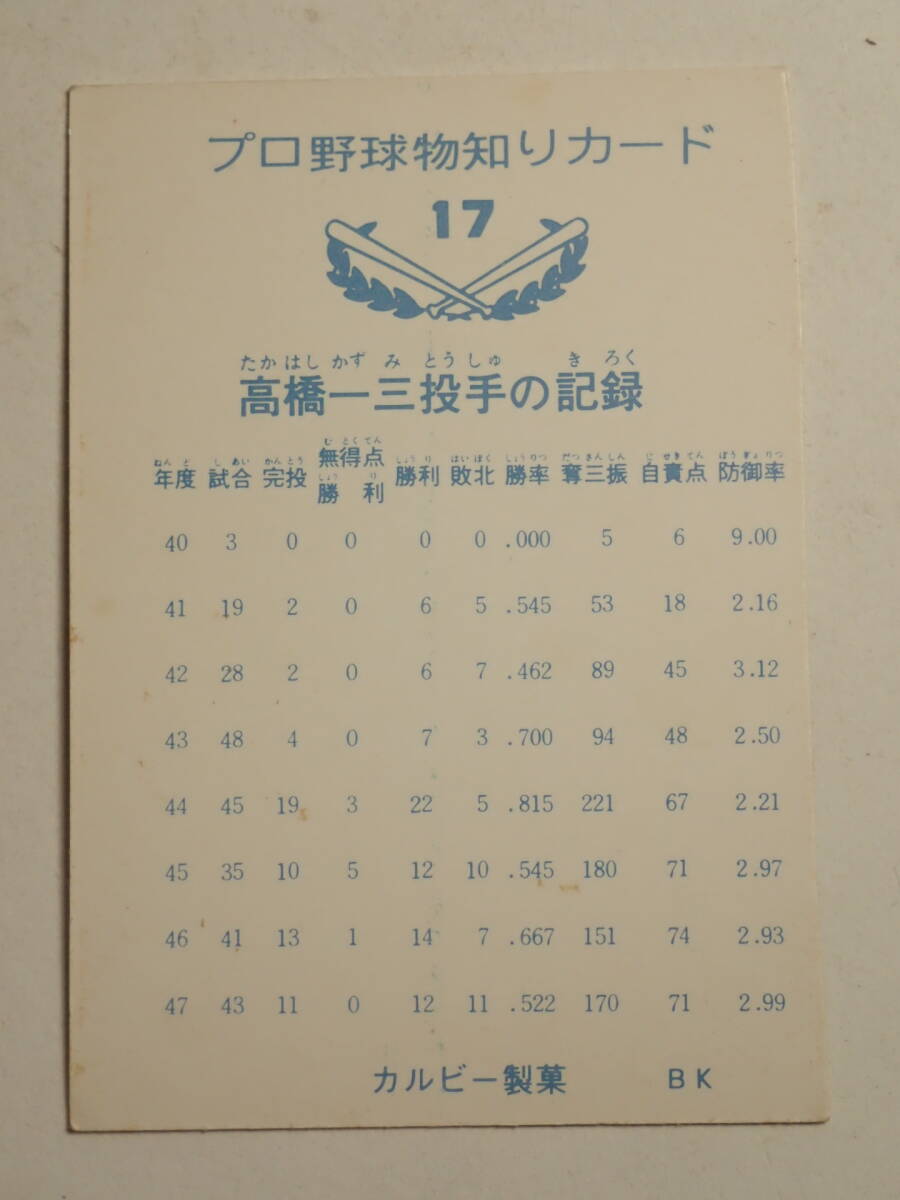 プロ野球物知りカード
17
たかはしかずみとうしゅ きろく
高橋一三投手の記録
ねんど しあい かんとう むとくてんしょうり しょうり はいぼく しょうりつ だつさんしん じせきてん ぼうぎょりつ
年度 試合 完投 無得点勝利 勝利 敗北 勝率 奪三振 自責点 防御率
40 3 0 0 0 0 .000 5 6 9.00
41 19 2 0 6 5 .545 53 18 2.16
42 28 2 0 6 7 .462 89 45 3.12
43 48 4 0 7 3 .700 94 48 2.50
44 45 19 3 22 5 .815 221 67 2.21
45 35 10 5 12 10 .545 180 71 2.97
46 41 13 1 14 7 .667 151 74 2.93
47 43 11 0 12 11 .522 170 71 2.99
カルビー製菓 BK